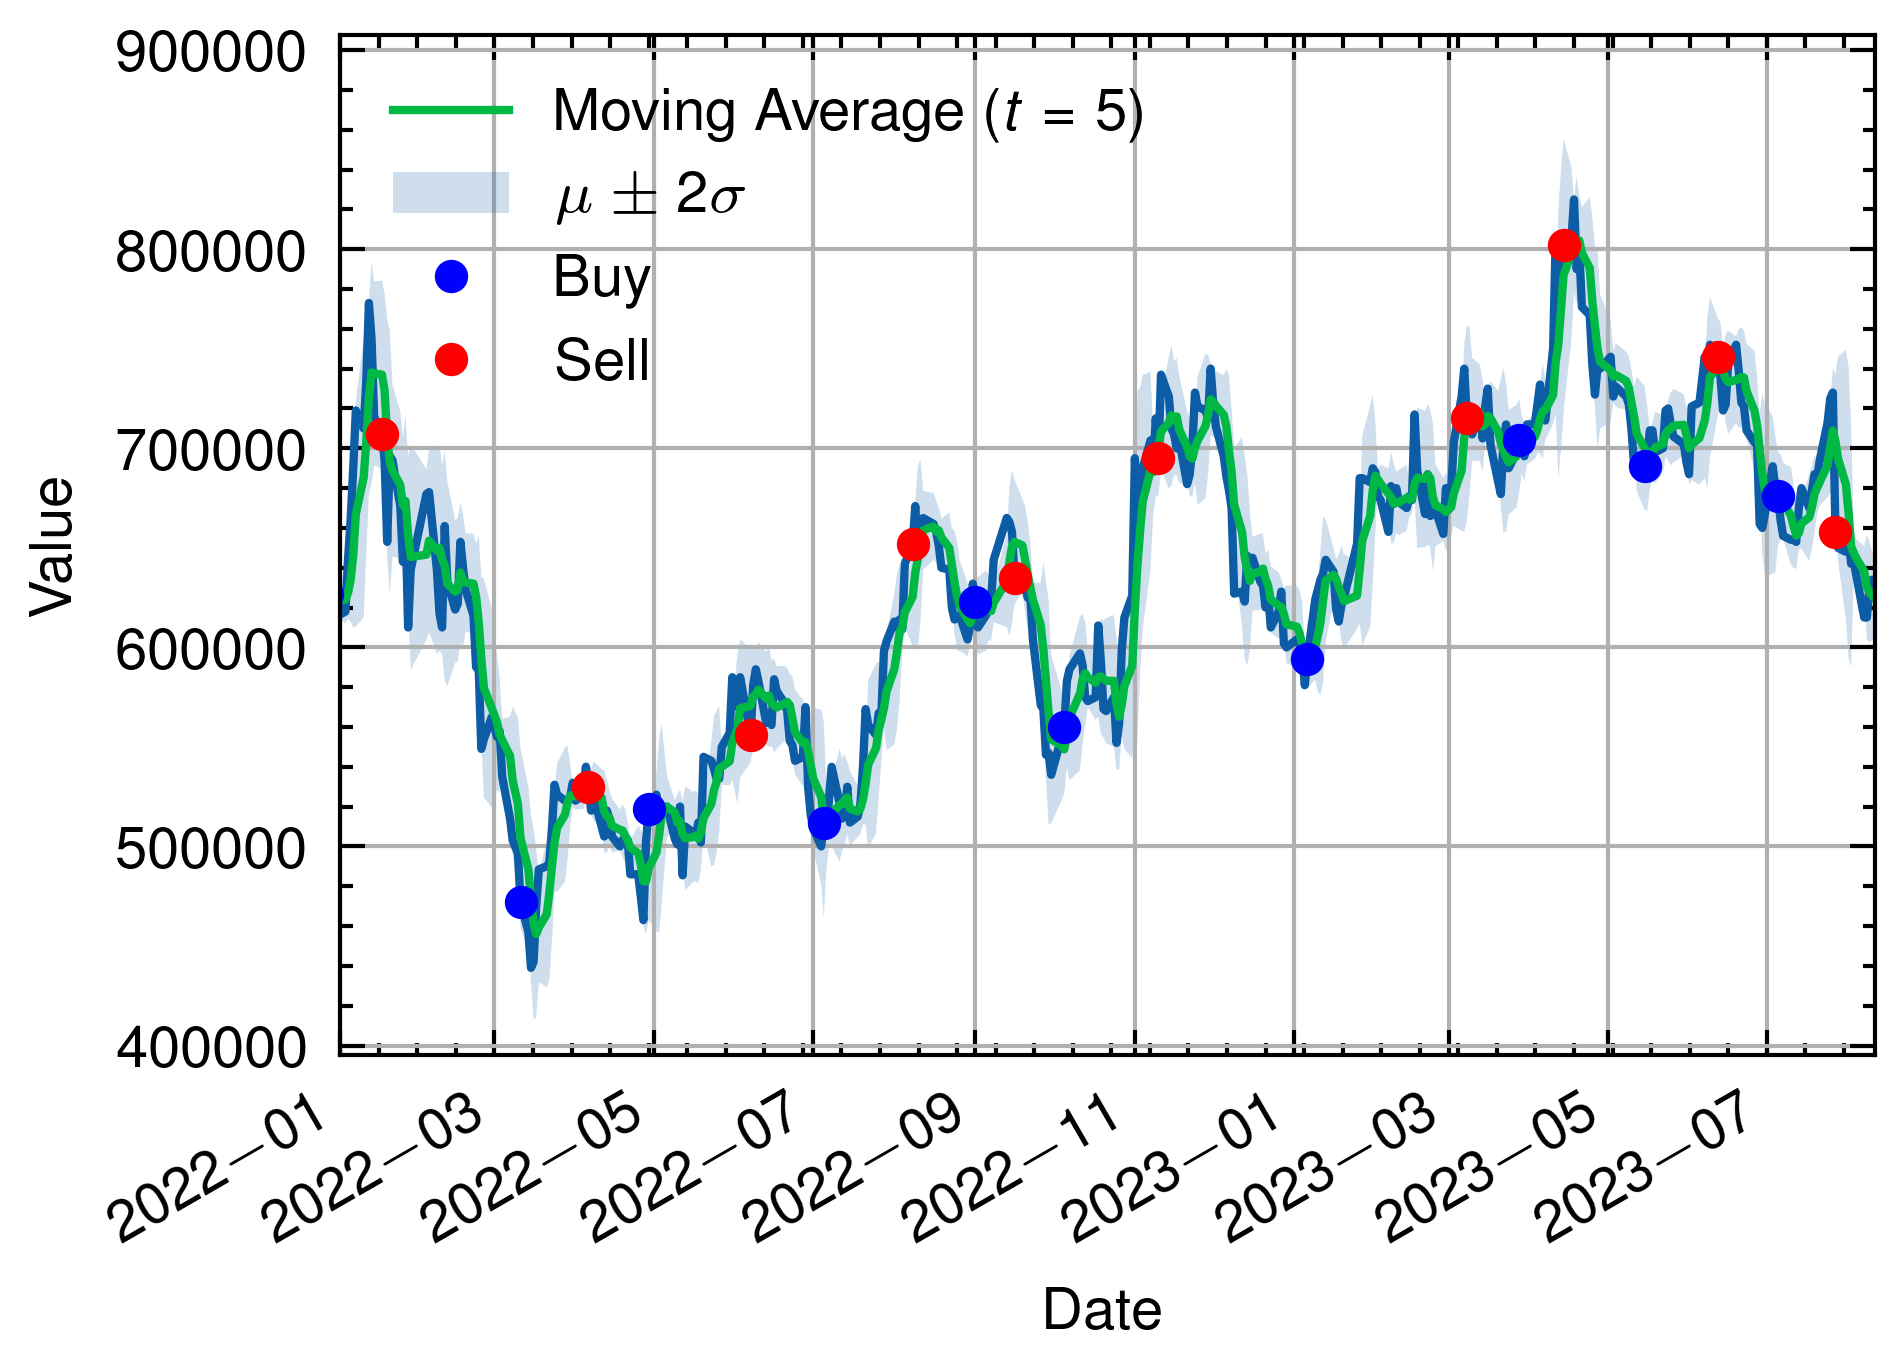 900000
800000
700000
600000
500000
400000
Value
Moving Average (t = 5)
μ ± 2σ
Buy
Sell
2022–01
2022–03
2022–05
2022–07
2022–09
2022–11
2023–01
2023–03
2023–05
2023–07
Date